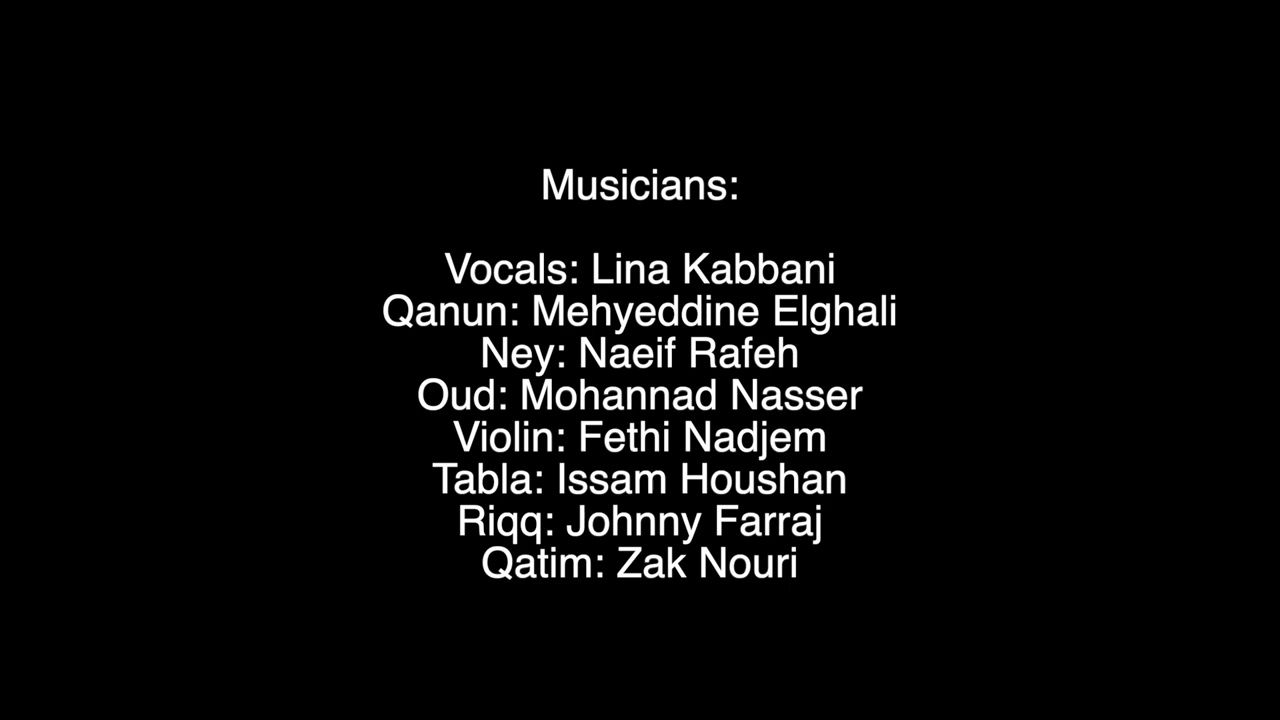 Musicians:
Vocals: Lina Kabbani
Qanun: Mehyeddine Elghali
Ney: Naeif Rafeh
Oud: Mohannad Nasser
Violin: Fethi Nadjem
Tabla: Issam Houshan
Riqq: Johnny Farraj
Qatim: Zak Nouri